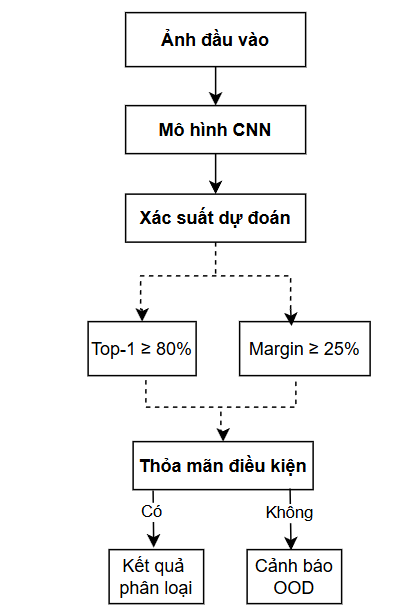 Ảnh đầu vào
Mô hình CNN
Xác suất dự đoán
Top-1 ≥ 80%
Margin ≥ 25%
Thỏa mãn điều kiện
Có
Không
Kết quả
phân loại
Cảnh báo
OOD